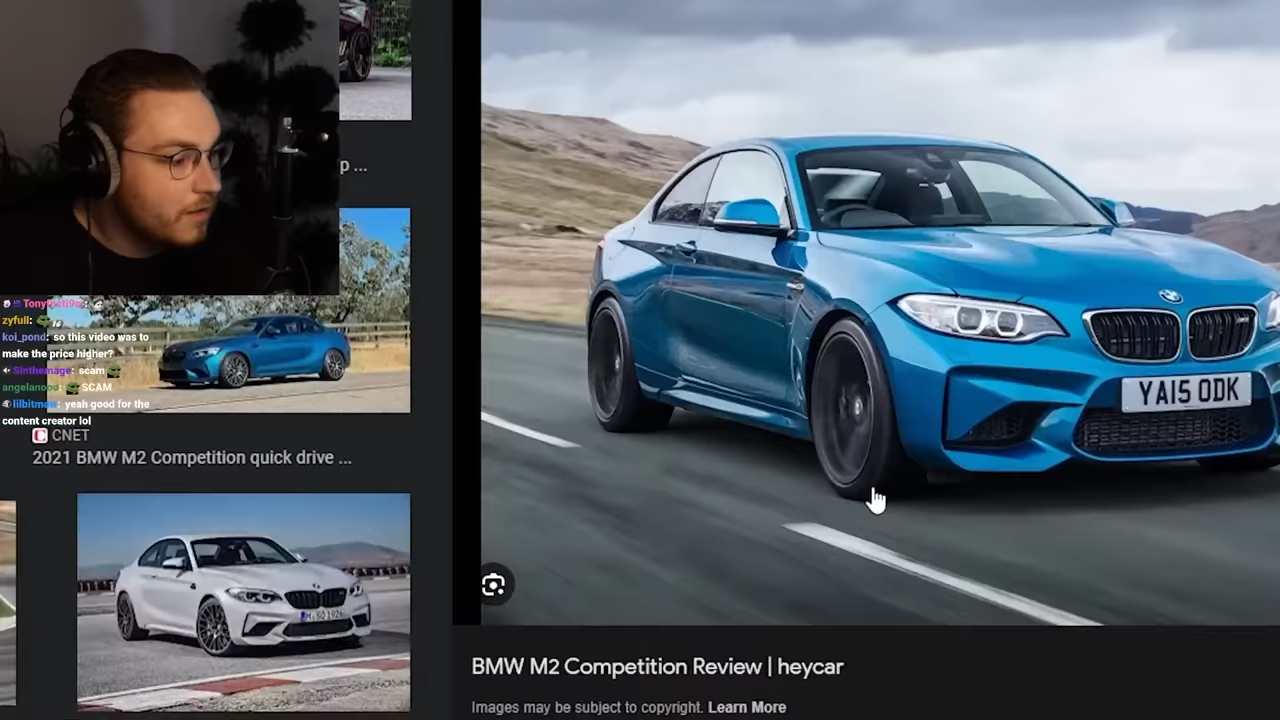 p ...
zyfull:
koi_pond: so this video was to
make the price higher?
Sinthemage: scam
SCAM
lilbitmaw: yeah good for the
content creator lol
CNET
2021 BMW M2 Competition quick drive ...
YA15 ODK
BMW M2 Competition Review | heycar
Images may be subject to copyright. Learn More